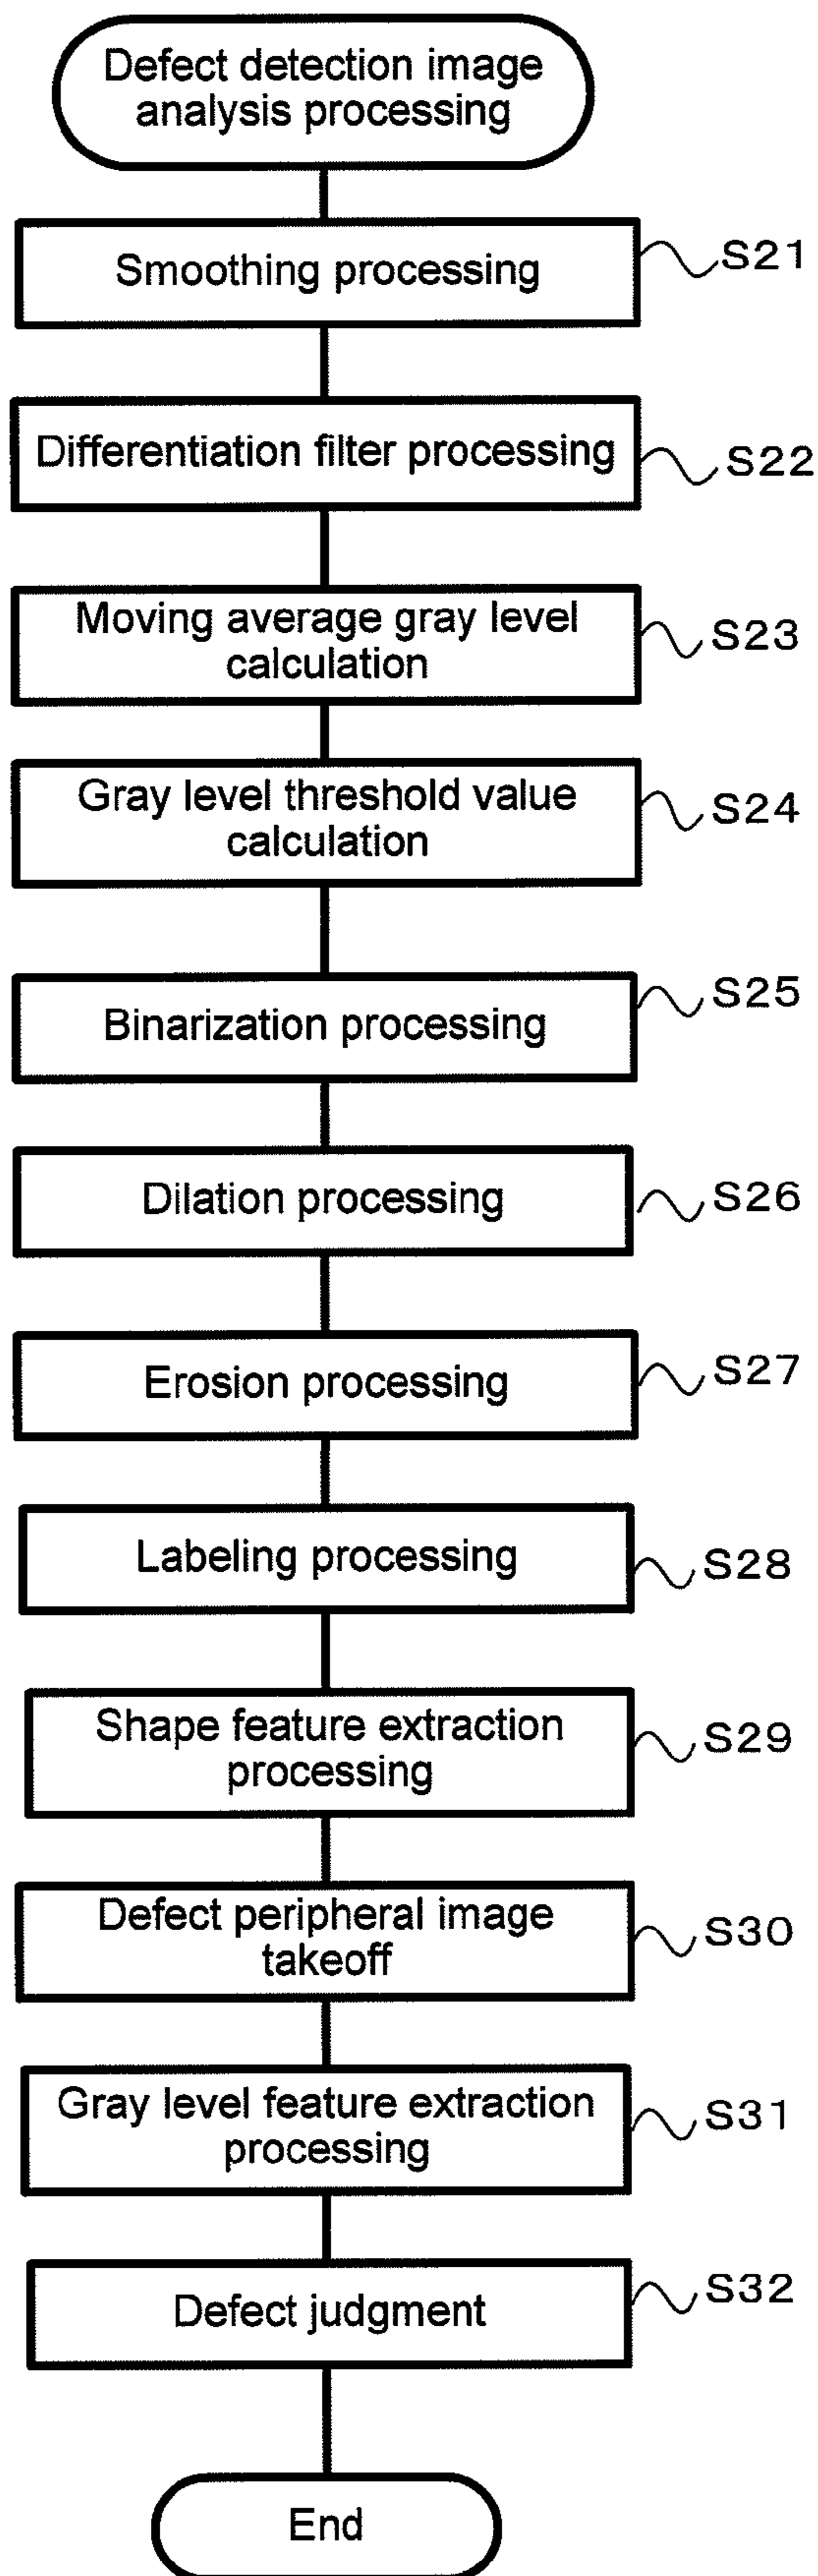 Defect detection image
analysis processing
Smoothing processing
S21
Differentiation filter processing
S22
Moving average gray level
calculation
S23
Gray level threshold value
calculation
S24
Binarization processing
S25
Dilation processing
S26
Erosion processing
S27
Labeling processing
S28
Shape feature extraction
processing
S29
Defect peripheral image
takeoff
S30
Gray level feature extraction
processing
S31
Defect judgment
S32
End